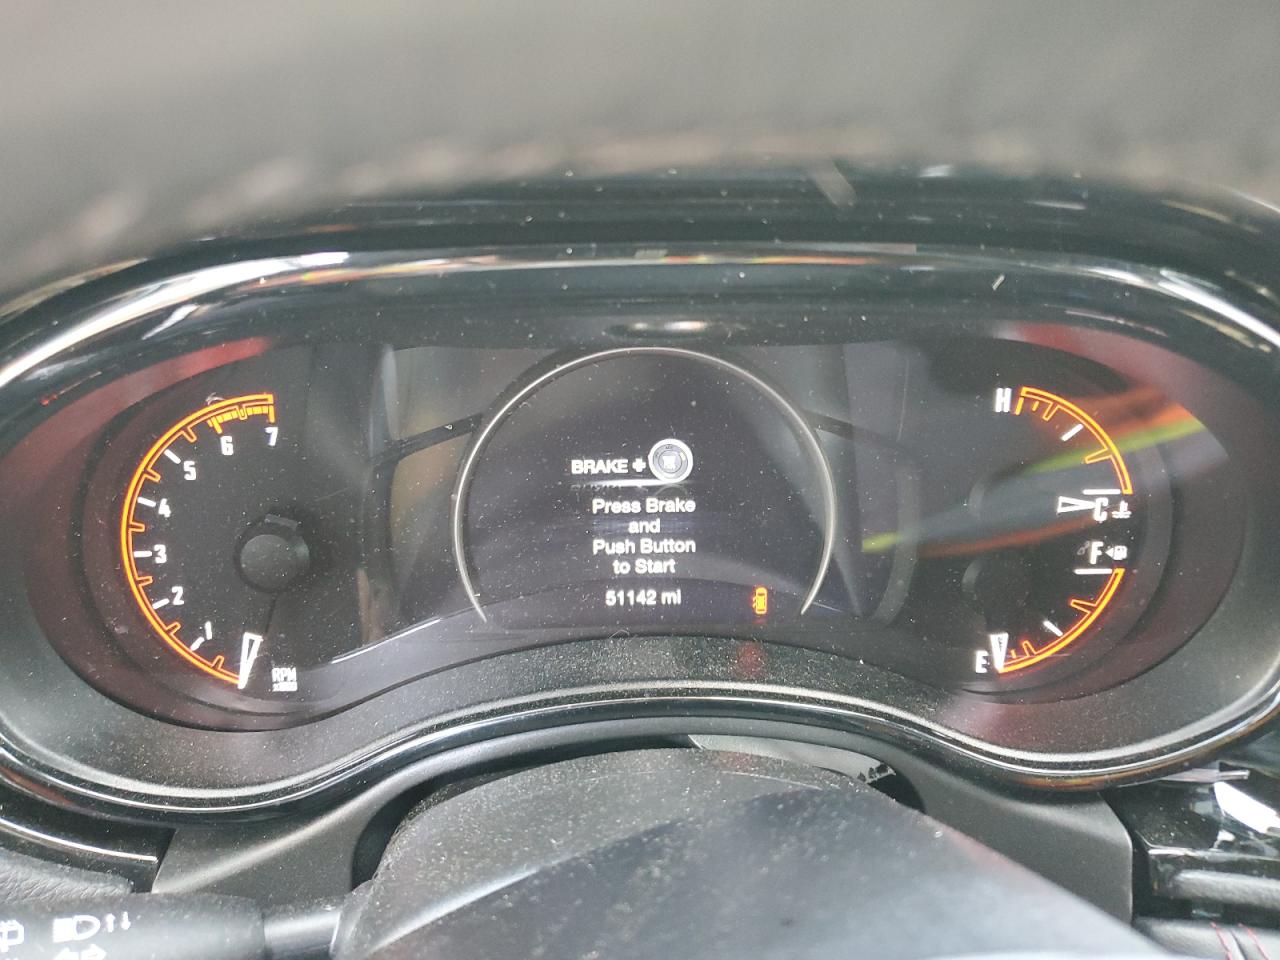 7
6
5
4
3
2
1
RPM
BRAKE +
Press Brake
and
Push Button
to Start
51142 mi
H
C
F
E